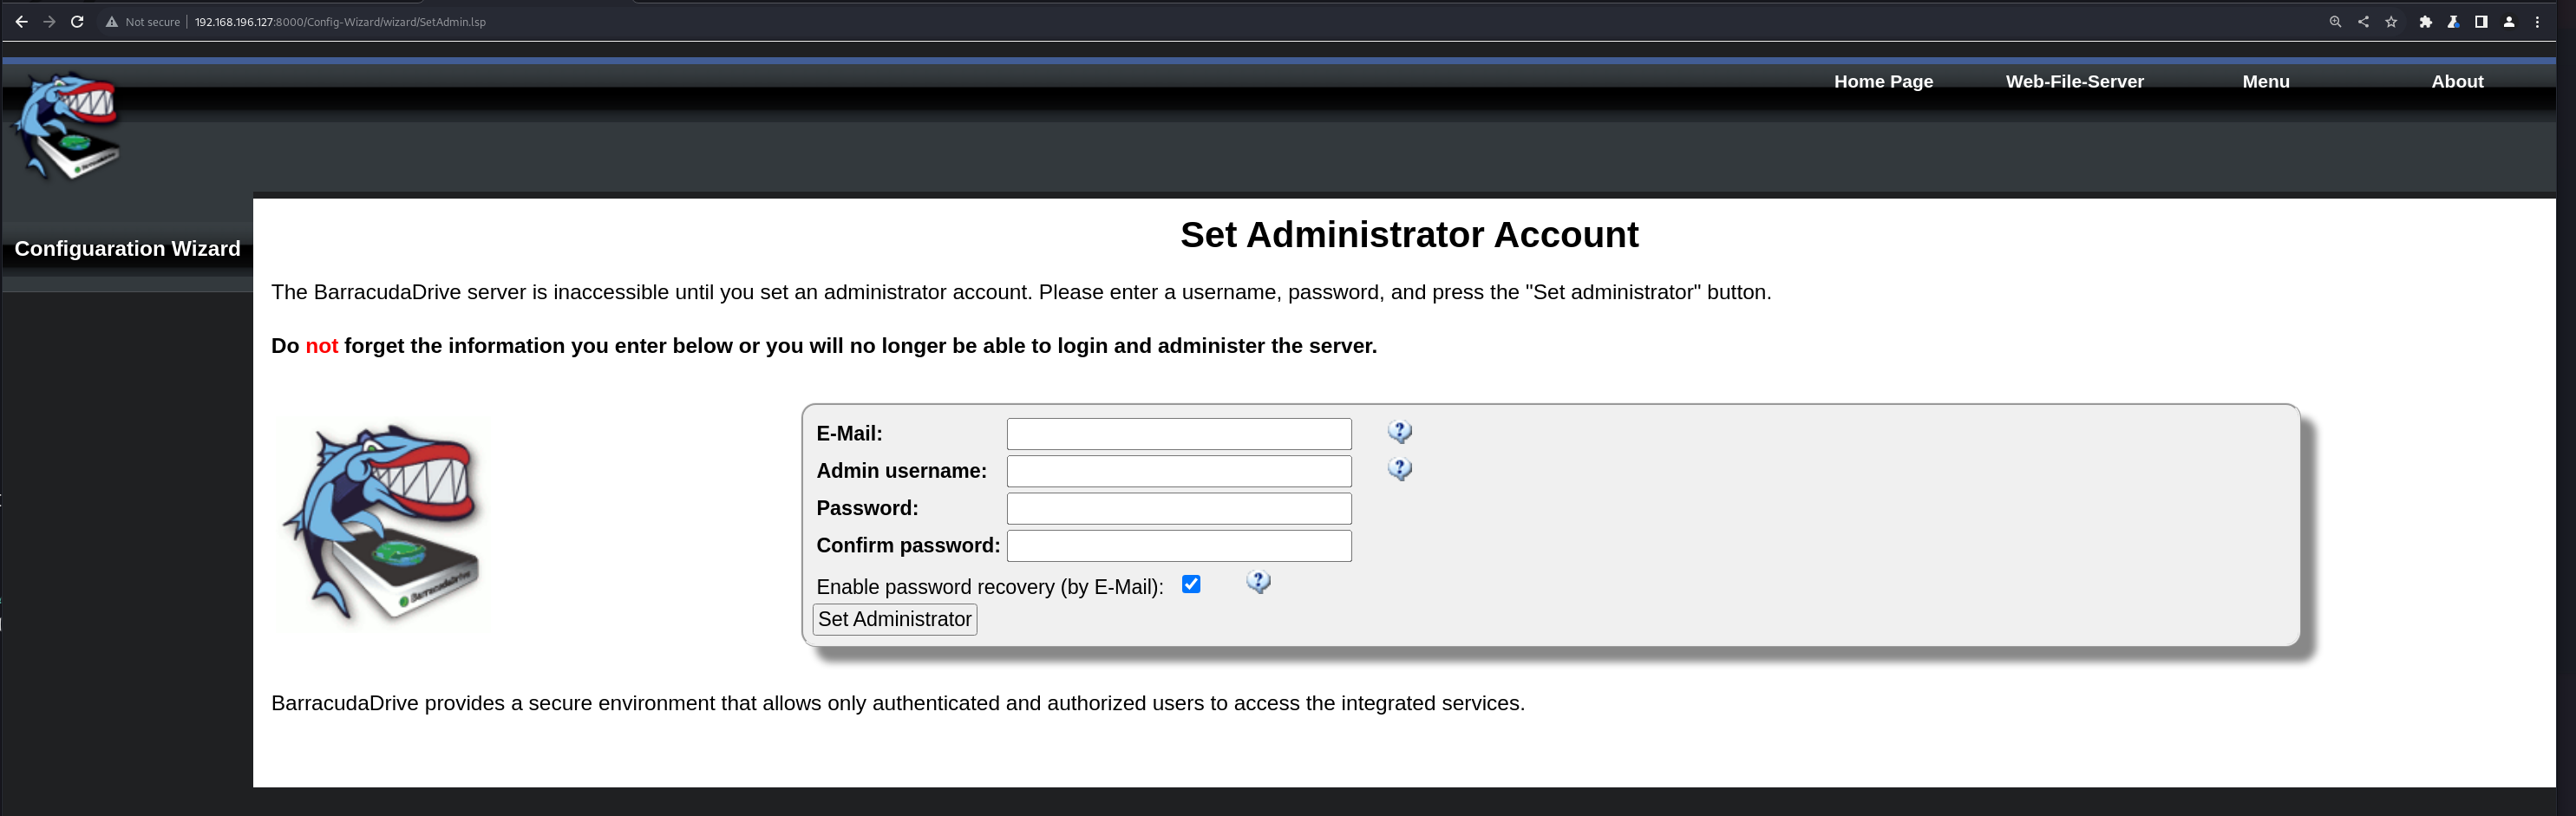 Not secure
192.168.196.127:8000/Config-Wizard/wizard/SetAdmin.lsp
Home Page
Web-File-Server
Menu
About
Configuaration Wizard
Set Administrator Account
The BarracudaDrive server is inaccessible until you set an administrator account. Please enter a username, password, and press the "Set administrator" button.
Do not forget the information you enter below or you will no longer be able to login and administer the server.
BarracudaDrive
E-Mail:
Admin username:
Password:
Confirm password:
Enable password recovery (by E-Mail):
Set Administrator
BarracudaDrive provides a secure environment that allows only authenticated and authorized users to access the integrated services.